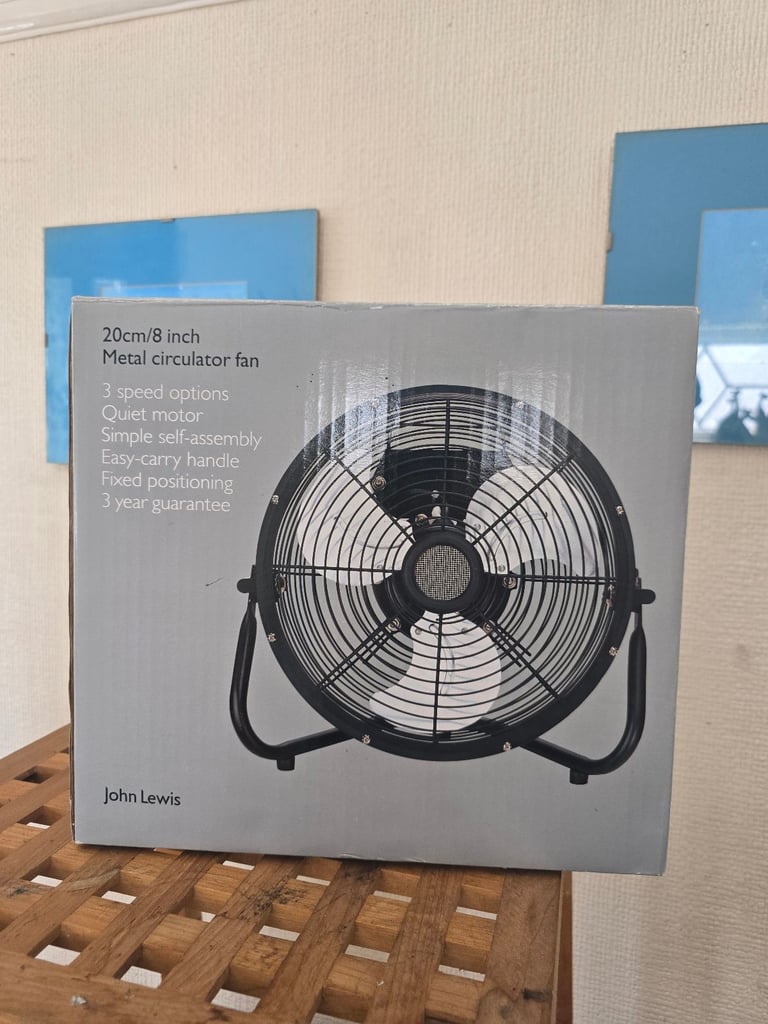 20cm/8 inch
Metal circulator fan
3 speed options
Quiet motor
Simple self-assembly
Easy-carry handle
Fixed positioning
3 year guarantee
John Lewis